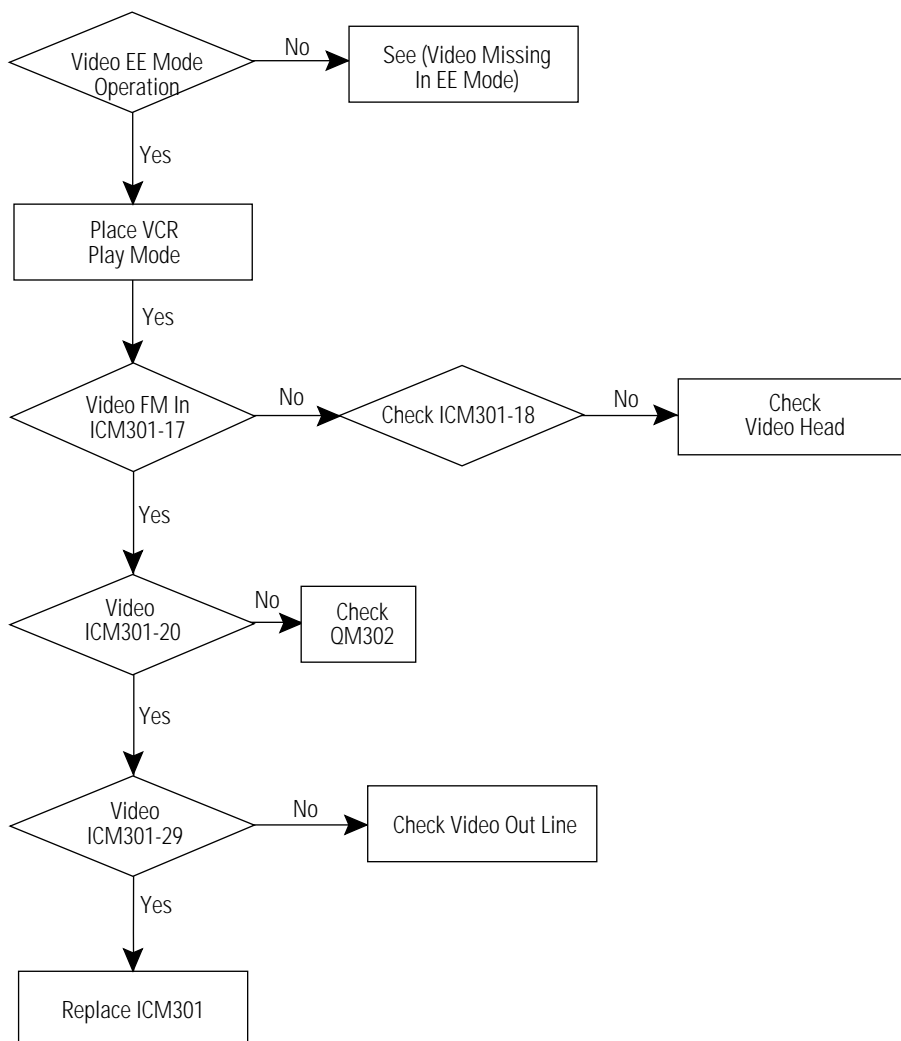 Video EE Mode
Operation
No
See (Video Missing
In EE Mode)
Yes
Place VCR
Play Mode
Yes
Video FM In
ICM301-17
No
Check ICM301-18
No
Check
Video Head
Yes
Video
ICM301-20
No
Check
QM302
Yes
Video
ICM301-29
No
Check Video Out Line
Yes
Replace ICM301